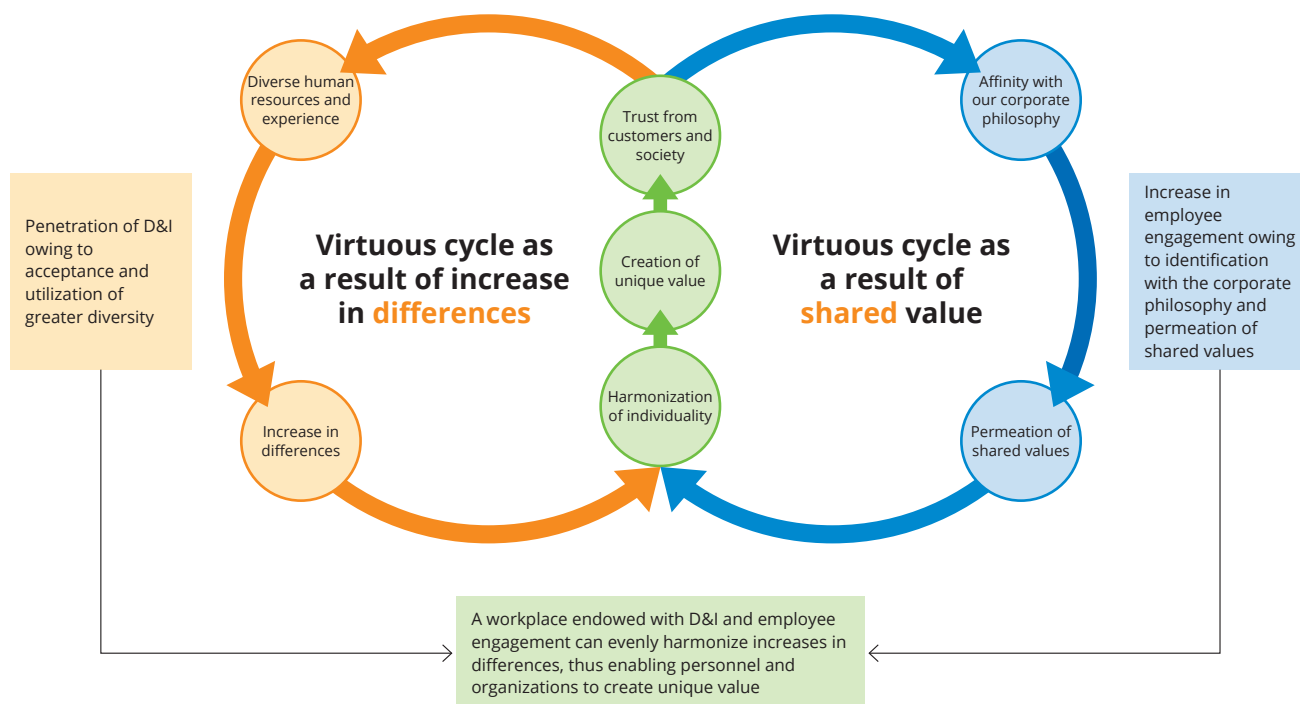 Diverse human
resources and
experience
Trust from
customers and
society
Affinity with
our corporate
philosophy
Penetration of D&I
owing to
acceptance and
utilization of
greater diversity
Virtuous cycle as
a result of increase
in differences
Creation of
unique value
Virtuous cycle as
a result of
shared value
Increase in
employee
engagement owing
to identification
with the corporate
philosophy and
permeation of
shared values
Increase in
differences
Harmonization
of individuality
Permeation of
shared values
A workplace endowed with D&I and employee
engagement can evenly harmonize increases in
differences, thus enabling personnel and
organizations to create unique value